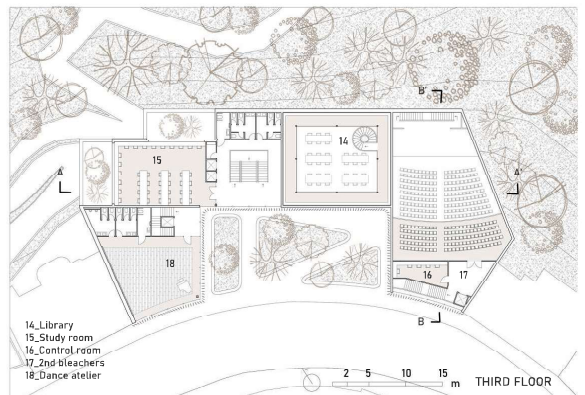 B'
14
15
A
A'
18
16
17
B
14_Library
15_Study room
16_Control room
17_2nd bleachers
18_Dance atelier
2 5 10 15 m
THIRD FLOOR